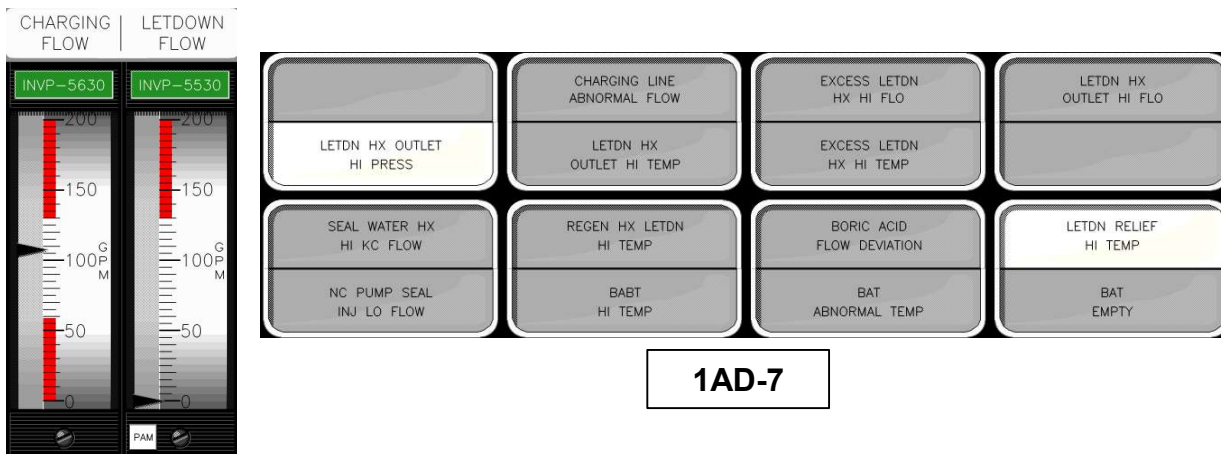 CHARGING FLOW
LETDOWN FLOW
INVP-5630
INVP-5530
200
150
100
50
0
GPM
200
150
100
50
0
GPM
PAM
CHARGING LINE
ABNORMAL FLOW
EXCESS LETDN
HX HI FLO
LETDN HX
OUTLET HI FLO
LETDN HX OUTLET
HI PRESS
LETDN HX
OUTLET HI TEMP
EXCESS LETDN
HX HI TEMP
SEAL WATER HX
HI KC FLOW
REGEN HX LETDN
HI TEMP
BORIC ACID
FLOW DEVIATION
LETDN RELIEF
HI TEMP
NC PUMP SEAL
INJ LO FLOW
BABT
HI TEMP
BAT
ABNORMAL TEMP
BAT
EMPTY
1AD-7